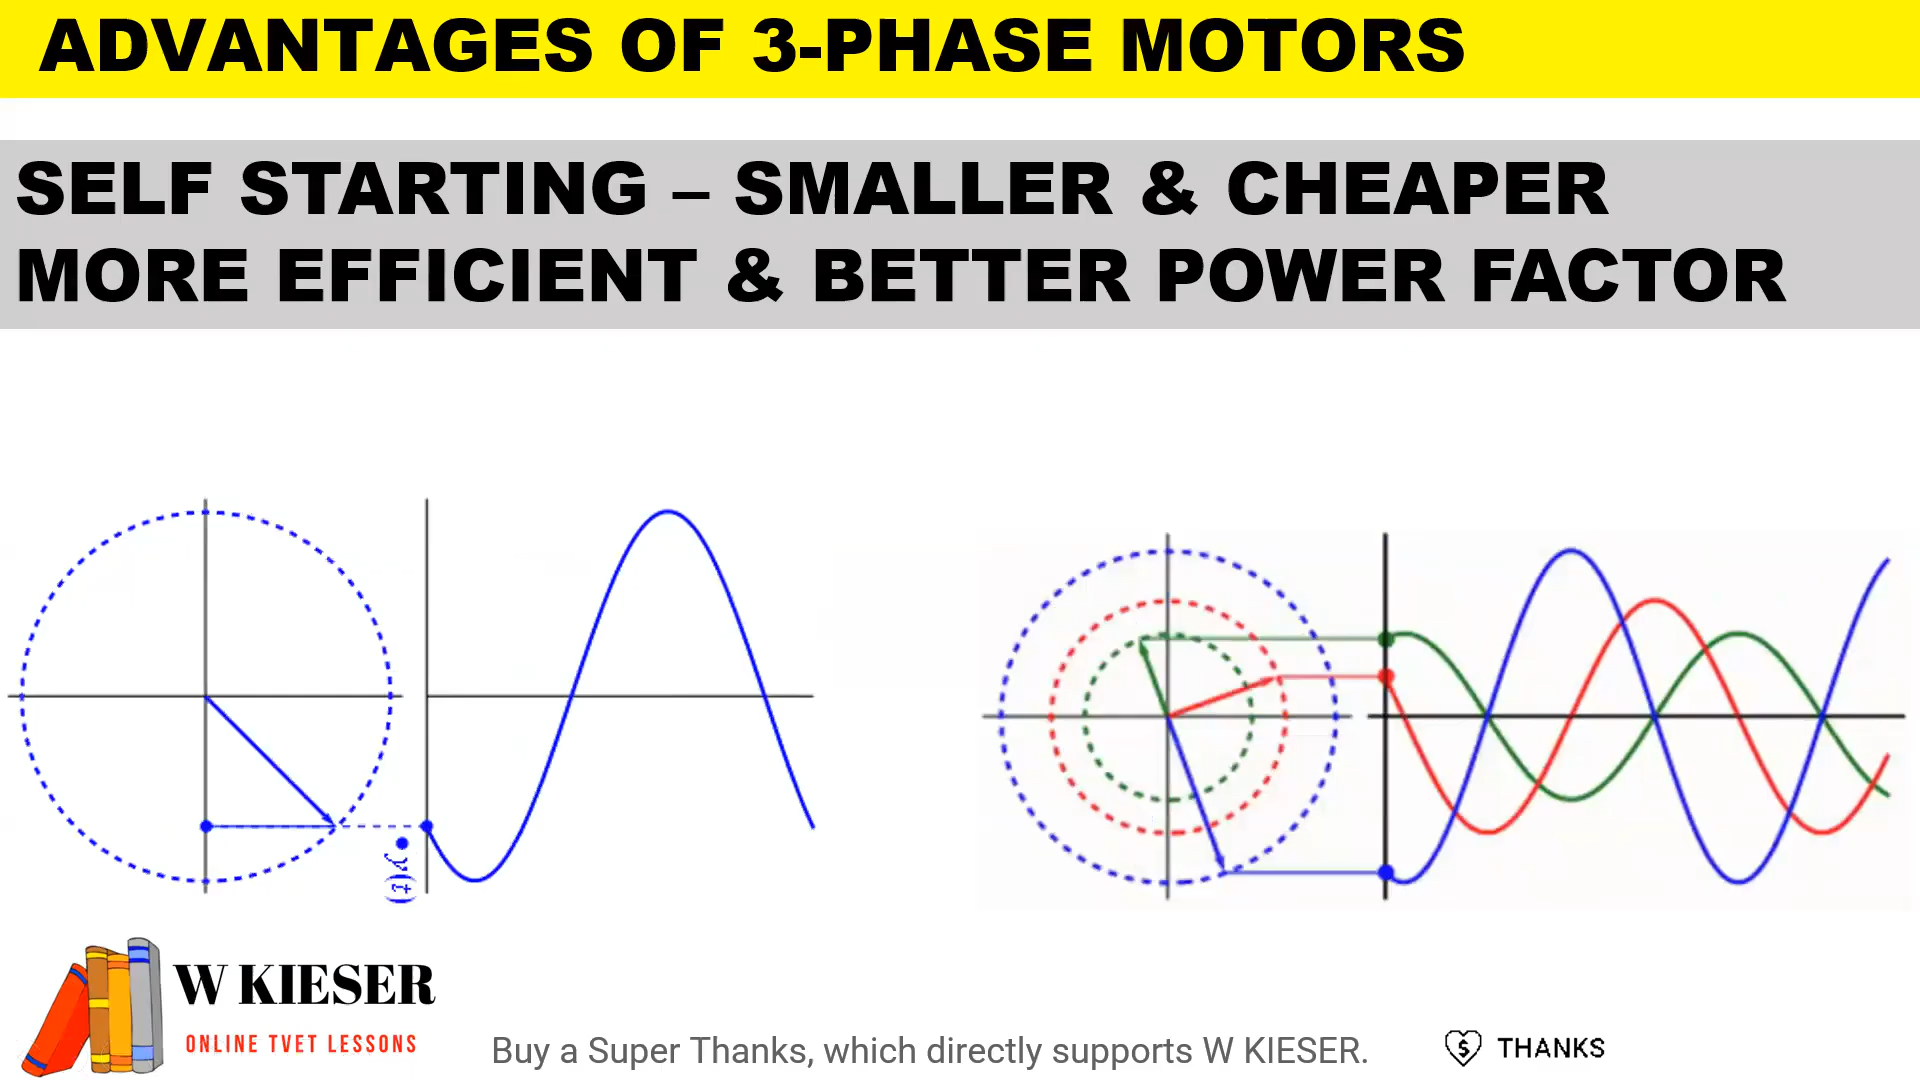 ADVANTAGES OF 3-PHASE MOTORS
SELF STARTING – SMALLER & CHEAPER
MORE EFFICIENT & BETTER POWER FACTOR
y(t)
W KIESER
ONLINE TVET LESSONS
Buy a Super Thanks, which directly supports W KIESER.
$ THANKS